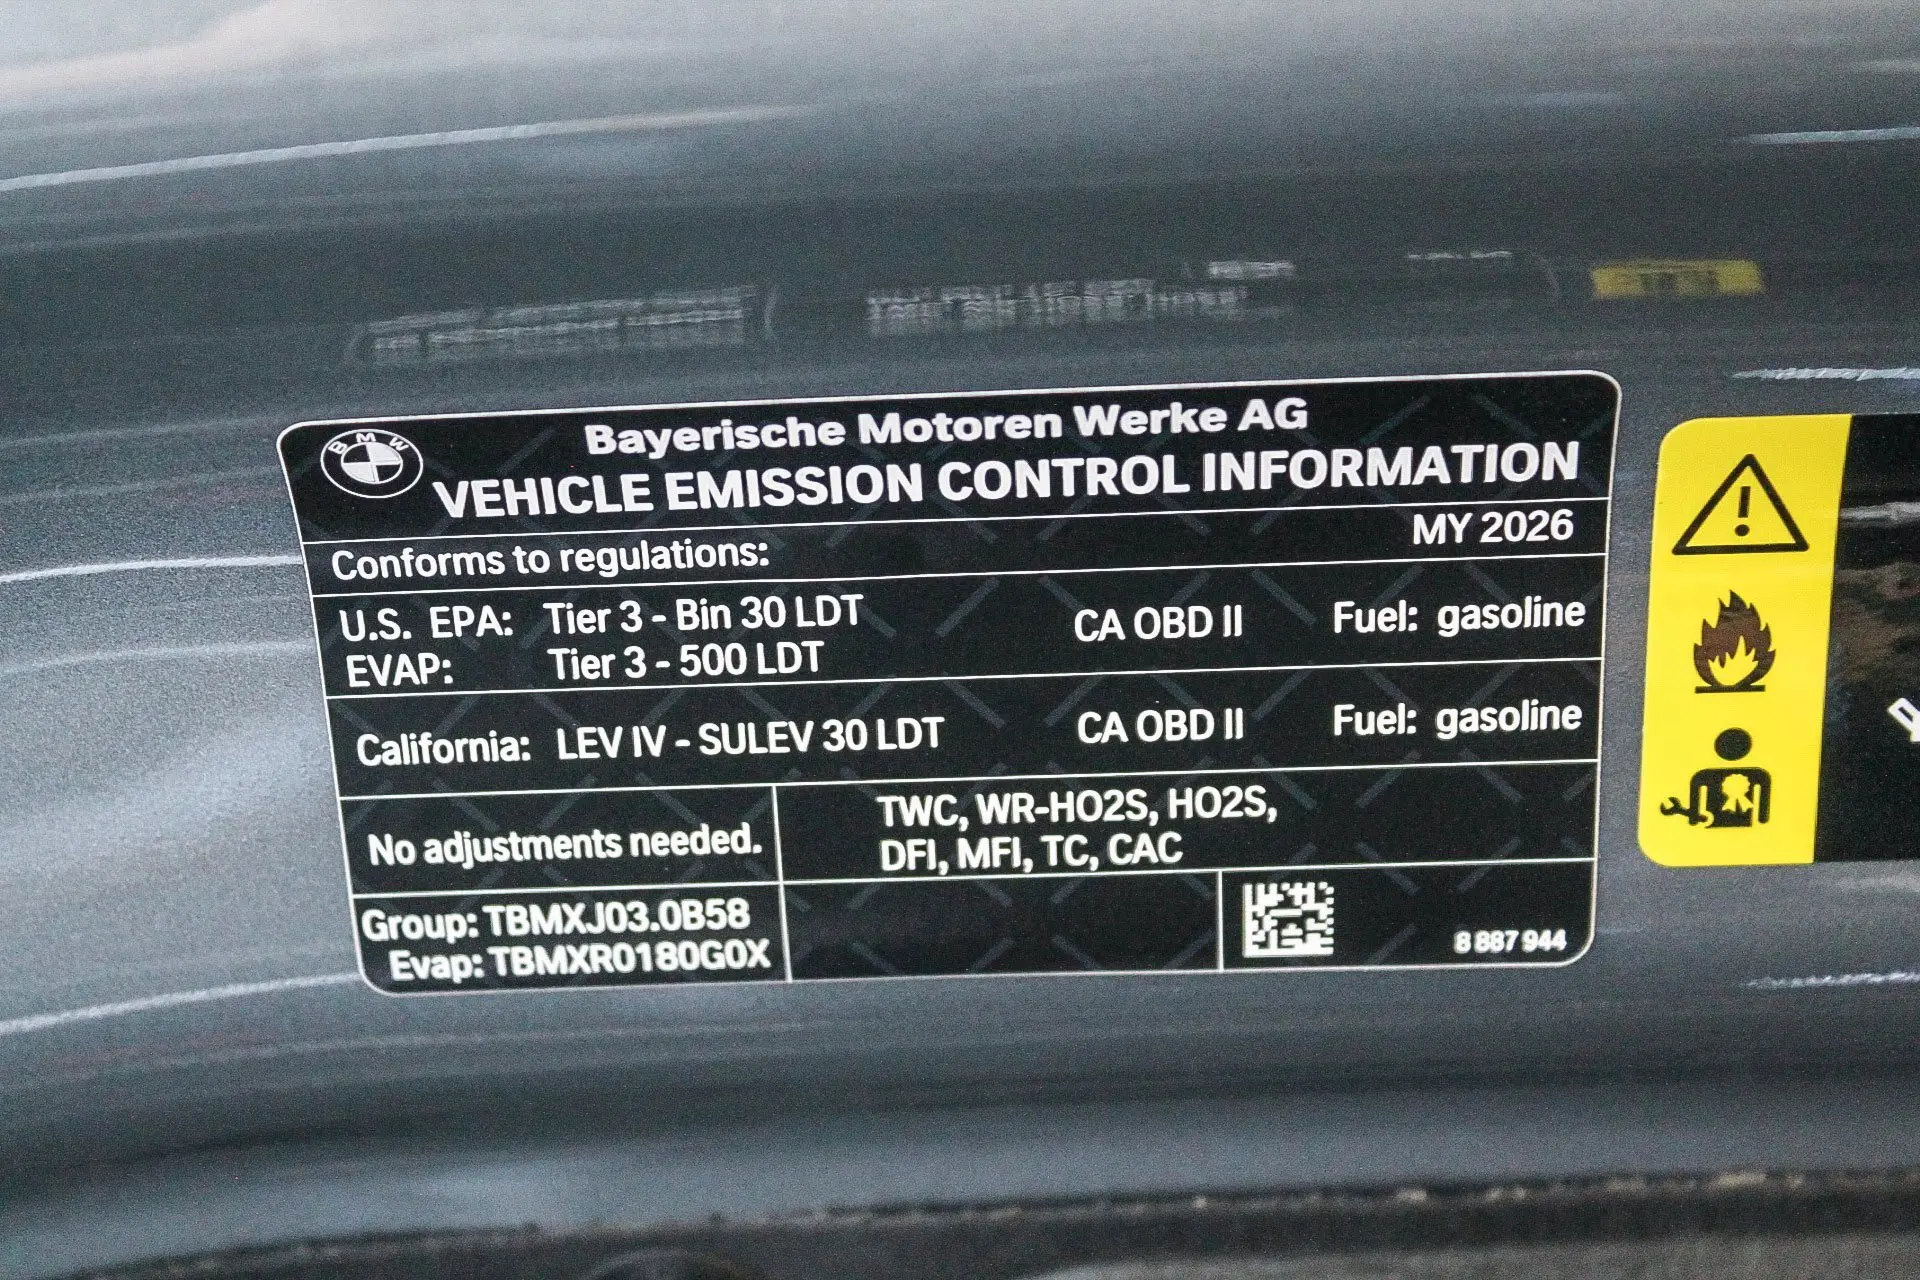 BMW
Bayerische Motoren Werke AG
VEHICLE EMISSION CONTROL INFORMATION
Conforms to regulations: MY 2026
U.S. EPA: Tier 3 - Bin 30 LDT CA OBD II Fuel: gasoline
EVAP: Tier 3 - 500 LDT
California: LEV IV - SULEV 30 LDT CA OBD II Fuel: gasoline
No adjustments needed.
TWC, WR-HO2S, HO2S,
DFI, MFI, TC, CAC
Group: TBMXJ03.0B58
Evap: TBMXR0180G0X
8 887 944